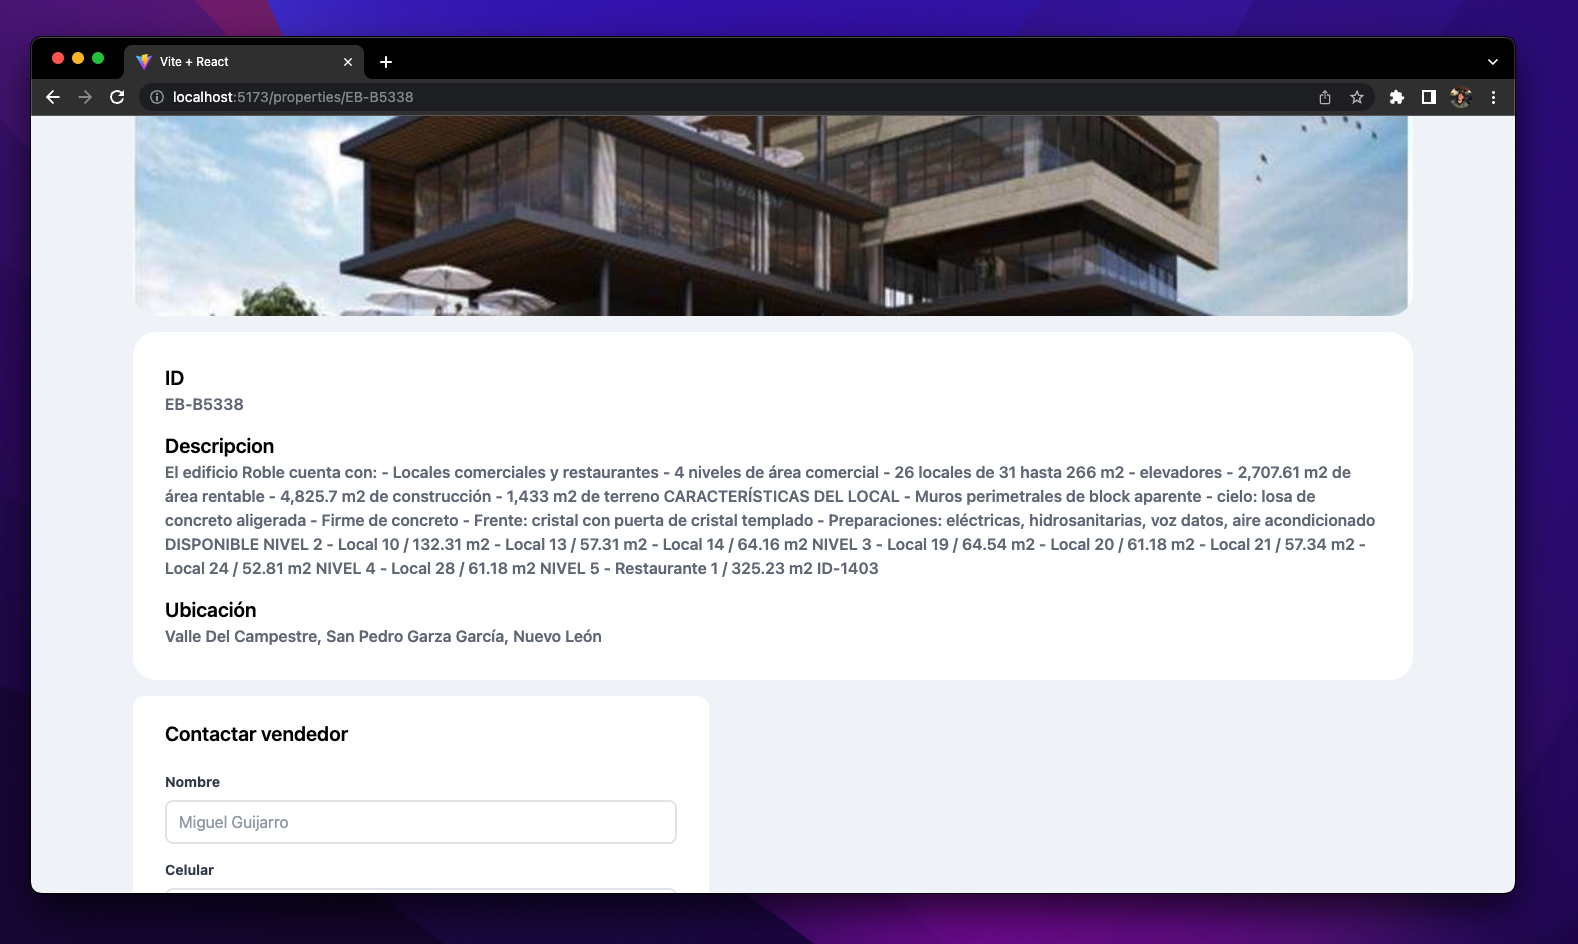 Vite + React
localhost:5173/properties/EB-B5338
ID
EB-B5338
Descripcion
El edificio Roble cuenta con: - Locales comerciales y restaurantes - 4 niveles de área comercial - 26 locales de 31 hasta 266 m2 - elevadores - 2,707.61 m2 de
área rentable - 4,825.7 m2 de construcción - 1,433 m2 de terreno CARACTERÍSTICAS DEL LOCAL - Muros perimetrales de block aparente - cielo: losa de
concreto aligerada - Firme de concreto - Frente: cristal con puerta de cristal templado - Preparaciones: eléctricas, hidrosanitarias, voz datos, aire acondicionado
DISPONIBLE NIVEL 2 - Local 10 / 132.31 m2 - Local 13 / 57.31 m2 - Local 14 / 64.16 m2 NIVEL 3 - Local 19 / 64.54 m2 - Local 20 / 61.18 m2 - Local 21 / 57.34 m2 -
Local 24 / 52.81 m2 NIVEL 4 - Local 28 / 61.18 m2 NIVEL 5 - Restaurante 1 / 325.23 m2 ID-1403
Ubicación
Valle Del Campestre, San Pedro Garza García, Nuevo León
Contactar vendedor
Nombre
Miguel Guijarro
Celular